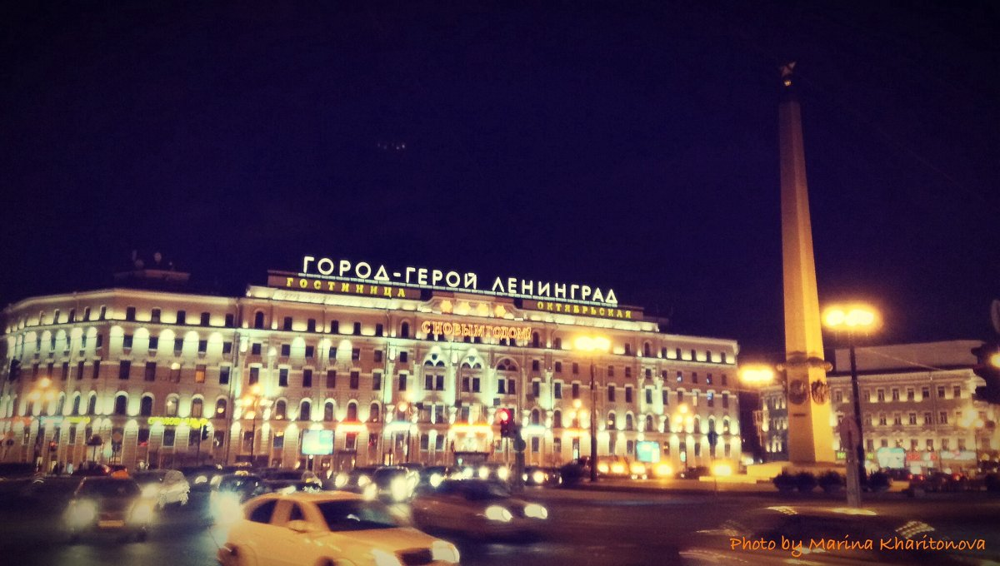 ГОРОД-ГЕРОЙ ЛЕНИНГРАД
ГОСТИНИЦА ОКТЯБРЬСКАЯ
С НОВЫМ ГОДОМ!
Photo by Marina Kharitonova